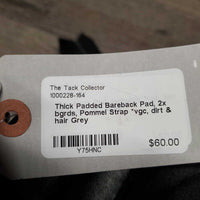 The Tack Collector
1000228-164
Thick Padded Bareback Pad, 2x
bgrds, Pommel Strap *vgc, dirt &
hair Grey
Y75HNC
$60.00